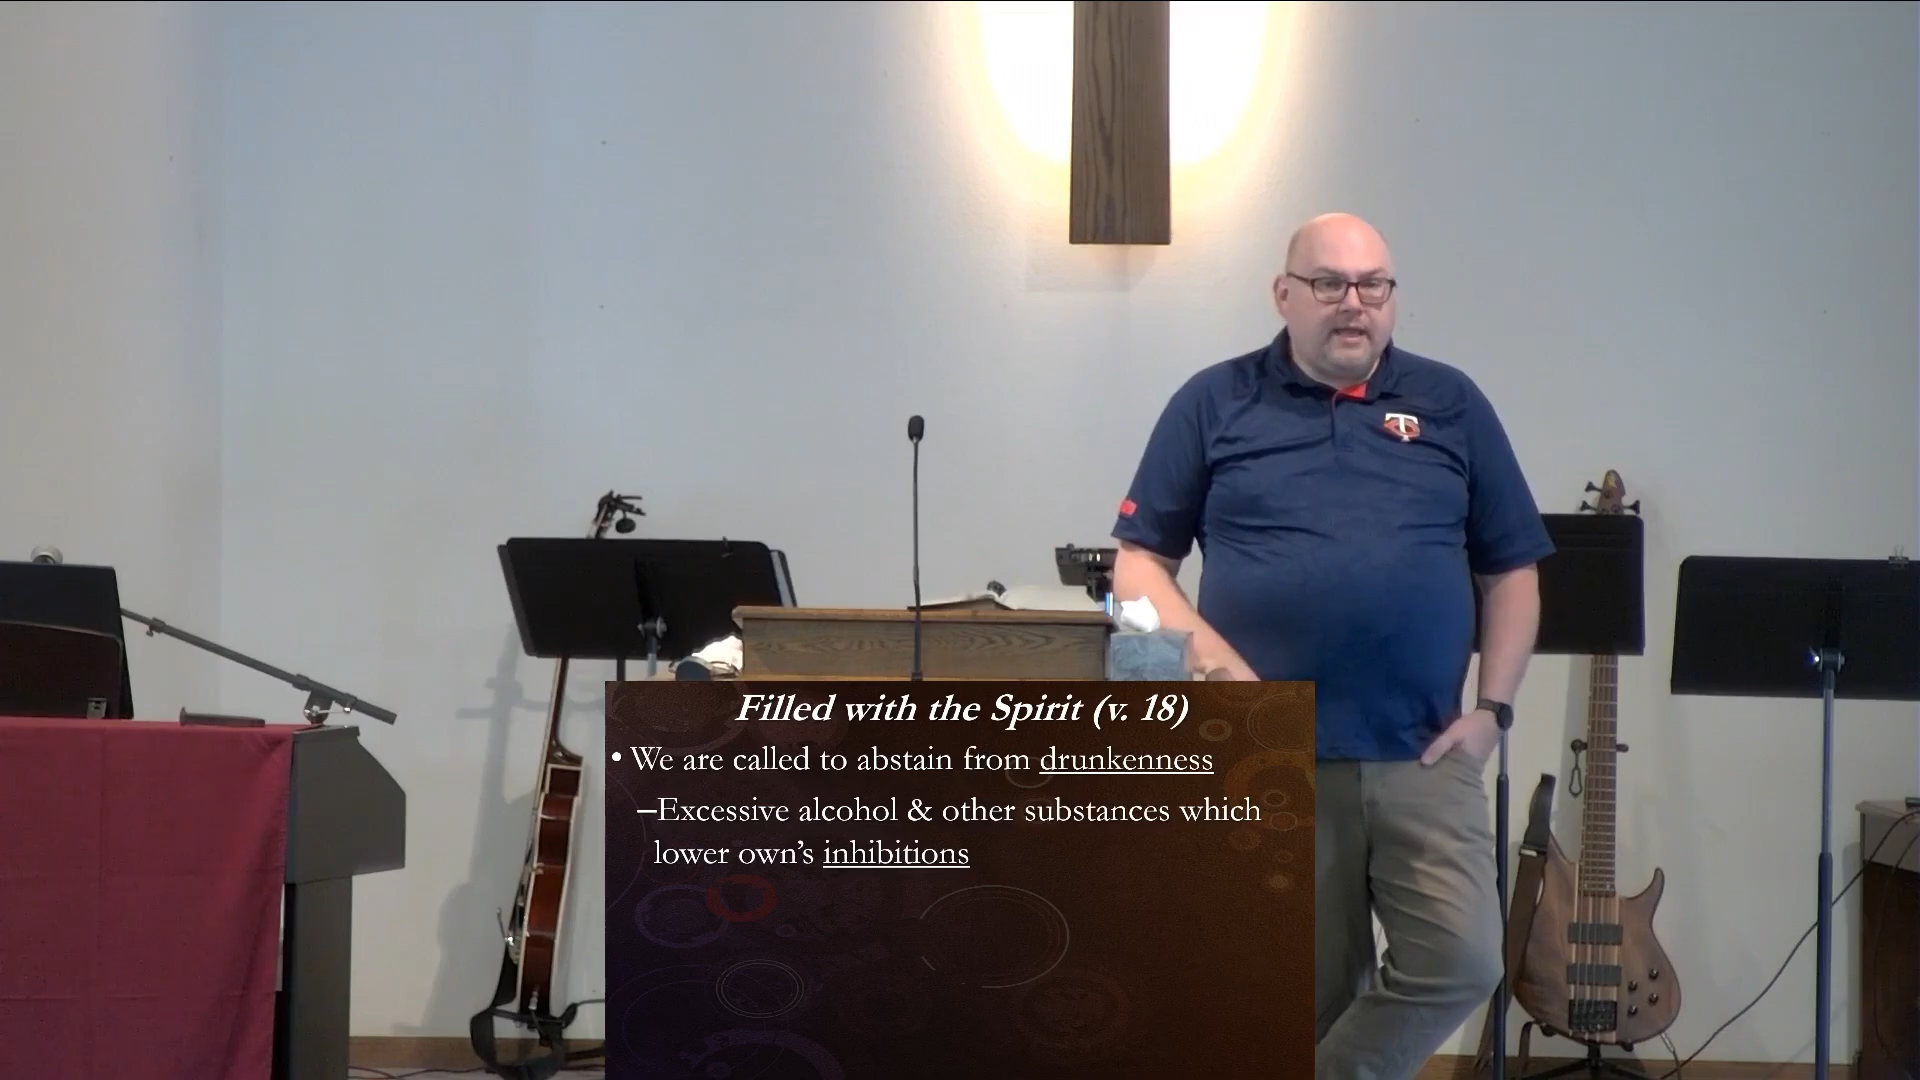 TC
Filled with the Spirit (v. 18)
• We are called to abstain from drunkenness
–Excessive alcohol & other substances which
lower own’s inhibitions